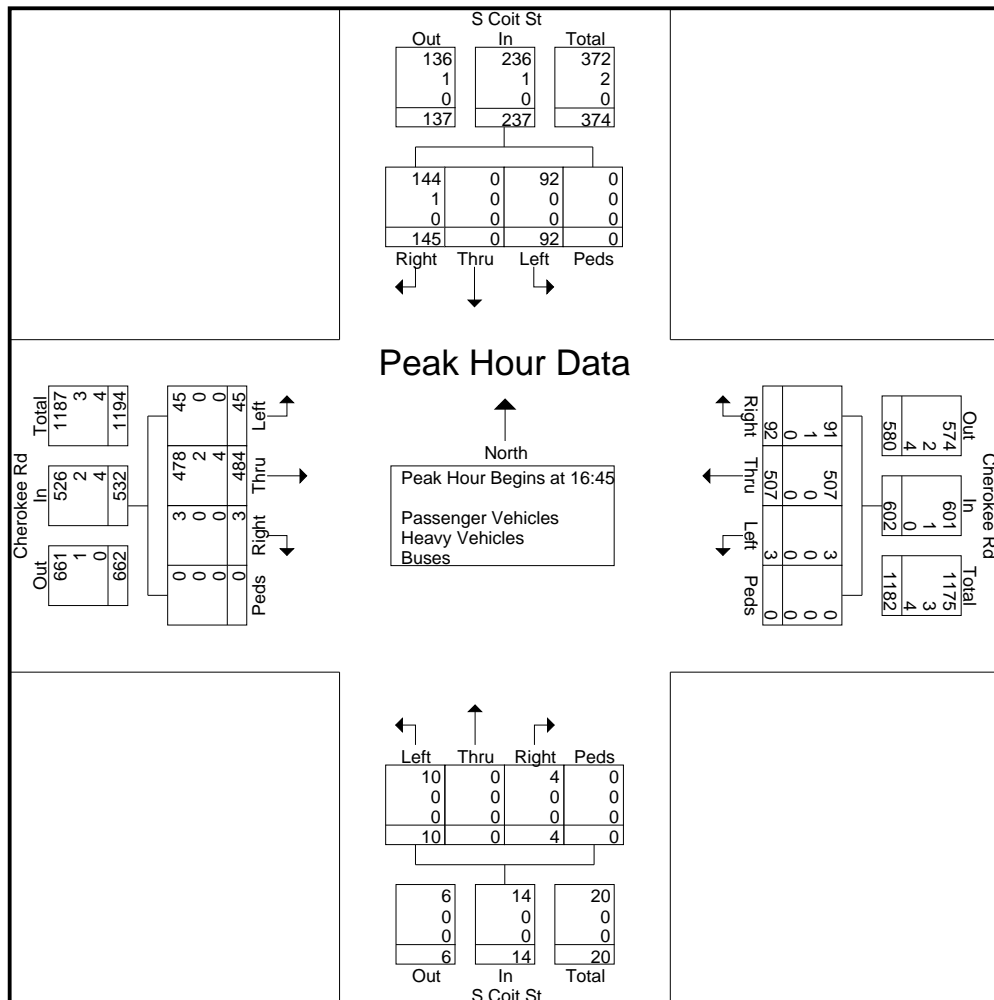 S Coit St
Out In Total
136 236 372
1 1 2
0 0 0
137 237 374
144 0 92 0
1 0 0 0
0 0 0 0
145 0 92 0
Right Thru Left Peds
Peak Hour Data
Cherokee Rd
Total 1187 3 4 1194
In 526 2 4 532
Out 661 1 0 662
45 0 0 45 Left
478 2 4 484 Thru
3 0 0 3 Right
0 0 0 0 Peds
North
Peak Hour Begins at 16:45
Passenger Vehicles
Heavy Vehicles
Buses
Right 92 0 1 91
Thru 507 0 0 507
Left 3 0 0 3
Peds 0 0 0 0
Cherokee Rd
Out 574 2 4 580
In 601 1 0 602
Total 1175 3 4 1182
Left Thru Right Peds
10 0 4 0
0 0 0 0
0 0 0 0
10 0 4 0
6 14 20
0 0 0
0 0 0
6 14 20
Out In Total
S Coit St